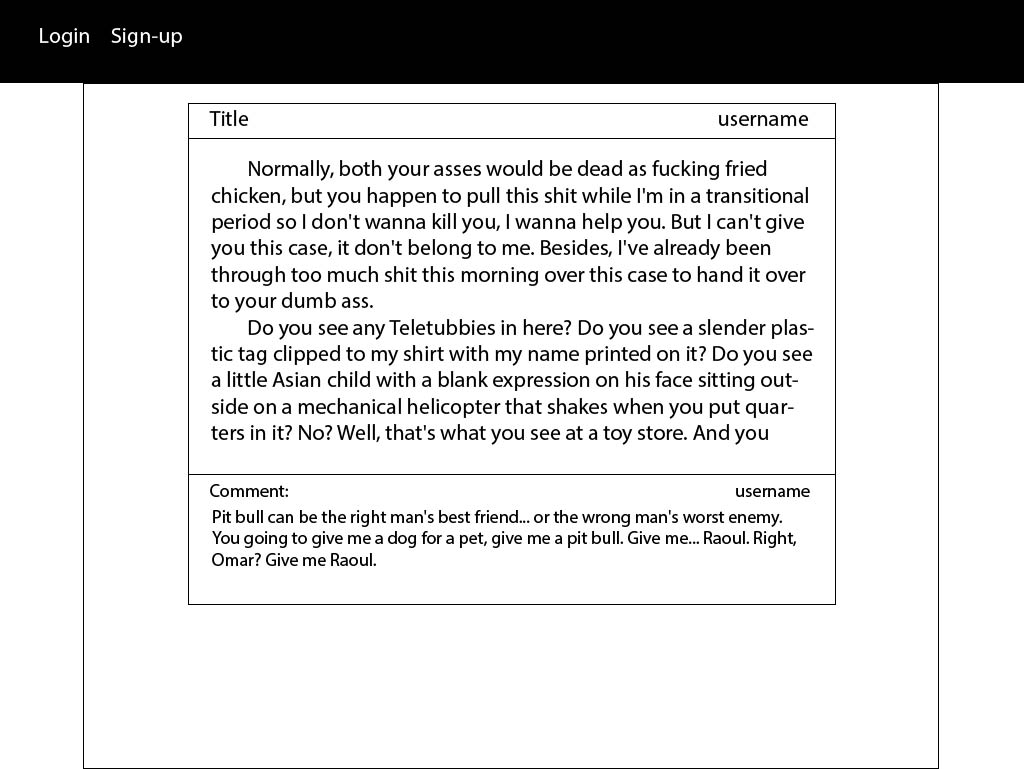 Login Sign-up
Title username
Normally, both your asses would be dead as fucking fried
chicken, but you happen to pull this shit while I'm in a transitional
period so I don't wanna kill you, I wanna help you. But I can't give
you this case, it don't belong to me. Besides, I've already been
through too much shit this morning over this case to hand it over
to your dumb ass.
Do you see any Teletubbies in here? Do you see a slender plas-
tic tag clipped to my shirt with my name printed on it? Do you see
a little Asian child with a blank expression on his face sitting out-
side on a mechanical helicopter that shakes when you put quar-
ters in it? No? Well, that's what you see at a toy store. And you
Comment: username
Pit bull can be the right man's best friend... or the wrong man's worst enemy.
You going to give me a dog for a pet, give me a pit bull. Give me... Raoul. Right,
Omar? Give me Raoul.